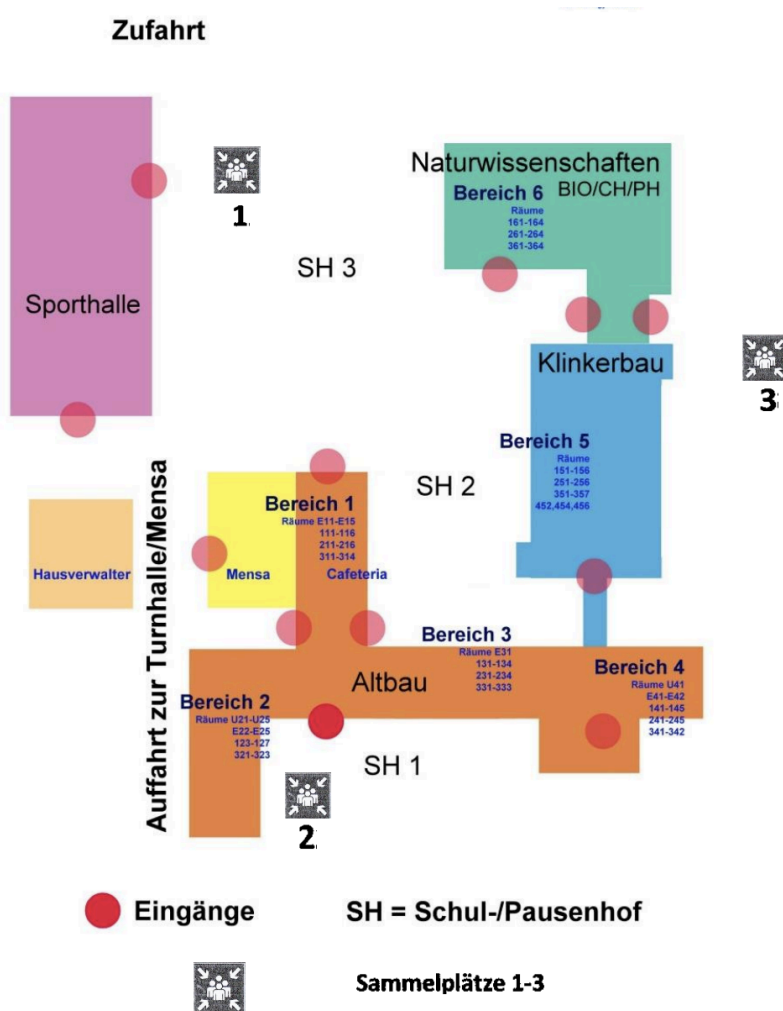 Zufahrt
1
Naturwissenschaften
BIO/CH/PH
Bereich 6
Räume
161-164
261-264
361-364
SH 3
Sporthalle
Klinkerbau
3
Bereich 5
Räume
151-156
251-256
351-357
452,454,456
SH 2
Auffahrt zur Turnhalle/Mensa
Bereich 1
Räume E11-E15
111-116
211-216
311-314
Hausverwalter
Mensa
Cafeteria
Bereich 3
Räume E31
131-134
231-234
331-333
Altbau
Bereich 4
Räume U41
E41-E42
141-145
241-245
341-342
Bereich 2
Räume U21-U25
E22-E25
123-127
321-323
SH 1
2
Eingänge
SH = Schul-/Pausenhof
Sammelplätze 1-3